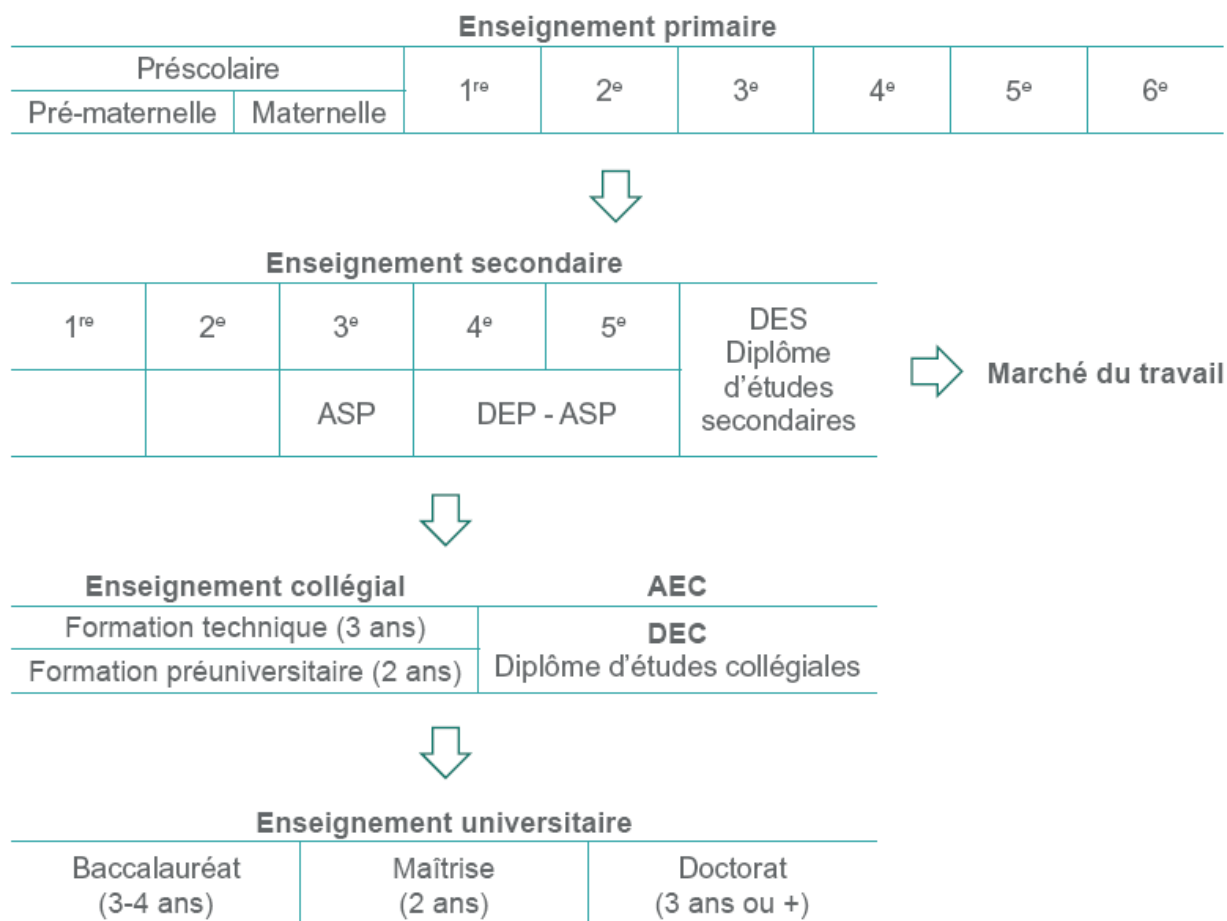 Enseignement primaire
Préscolaire
Pré-maternelle
Maternelle
1re
2e
3e
4e
5e
6e
Enseignement secondaire
1re
2e
3e
4e
5e
ASP
DEP - ASP
DES
Diplôme
d'études
secondaires
Marché du travail
Enseignement collégial
Formation technique (3 ans)
Formation préuniversitaire (2 ans)
AEC
DEC
Diplôme d'études collégiales
Enseignement universitaire
Baccalauréat
(3-4 ans)
Maîtrise
(2 ans)
Doctorat
(3 ans ou +)